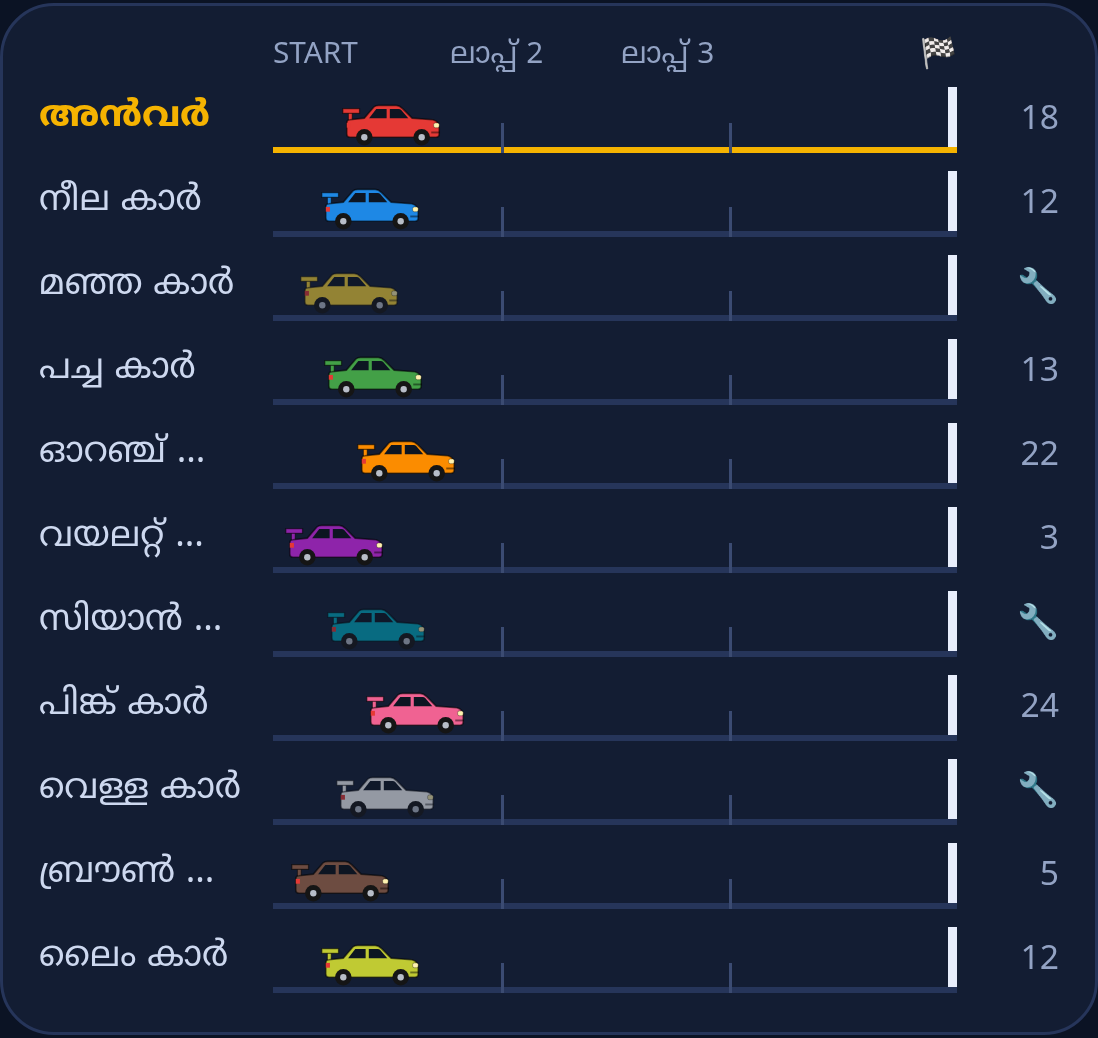 START ലാപ്പ് 2 ലാപ്പ് 3
അൻവർ 18
നീല കാർ 12
മഞ്ഞ കാർ
പച്ച കാർ 13
ഓറഞ്ച് ... 22
വയലറ്റ് ... 3
സിയാൻ ...
പിങ്ക് കാർ 24
വെള്ള കാർ
ബ്രൗൺ ... 5
ലൈം കാർ 12